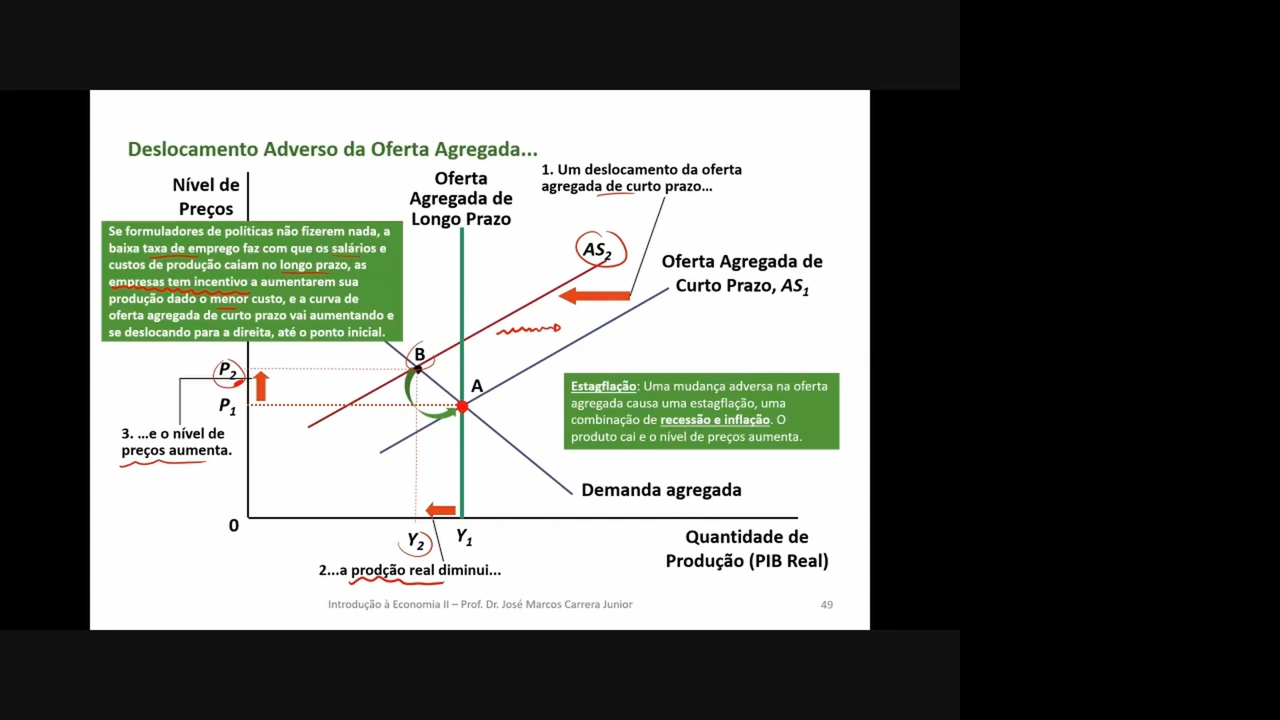 Deslocamento Adverso da Oferta Agregada...
Nível de
Preços
Oferta
Agregada de
Longo Prazo
1. Um deslocamento da oferta
agregada de curto prazo...
Se formuladores de políticas não fizerem nada, a
baixa taxa de emprego faz com que os salários e
custos de produção caiam no longo prazo, as
empresas tem incentivo a aumentarem sua
produção dado o menor custo, e a curva de
oferta agregada de curto prazo vai aumentando e
se deslocando para a direita, até o ponto inicial.
AS2
Oferta Agregada de
Curto Prazo, AS1
B
P2
A
P1
Estagflação: Uma mudança adversa na oferta
agregada causa uma estagflação, uma
combinação de recessão e inflação. O
produto cai e o nível de preços aumenta.
3. ...e o nível de
preços aumenta.
Demanda agregada
0
Y2
Y1
Quantidade de
Produção (PIB Real)
2...a prodção real diminui...
Introdução à Economia II – Prof. Dr. José Marcos Carrera Junior
49